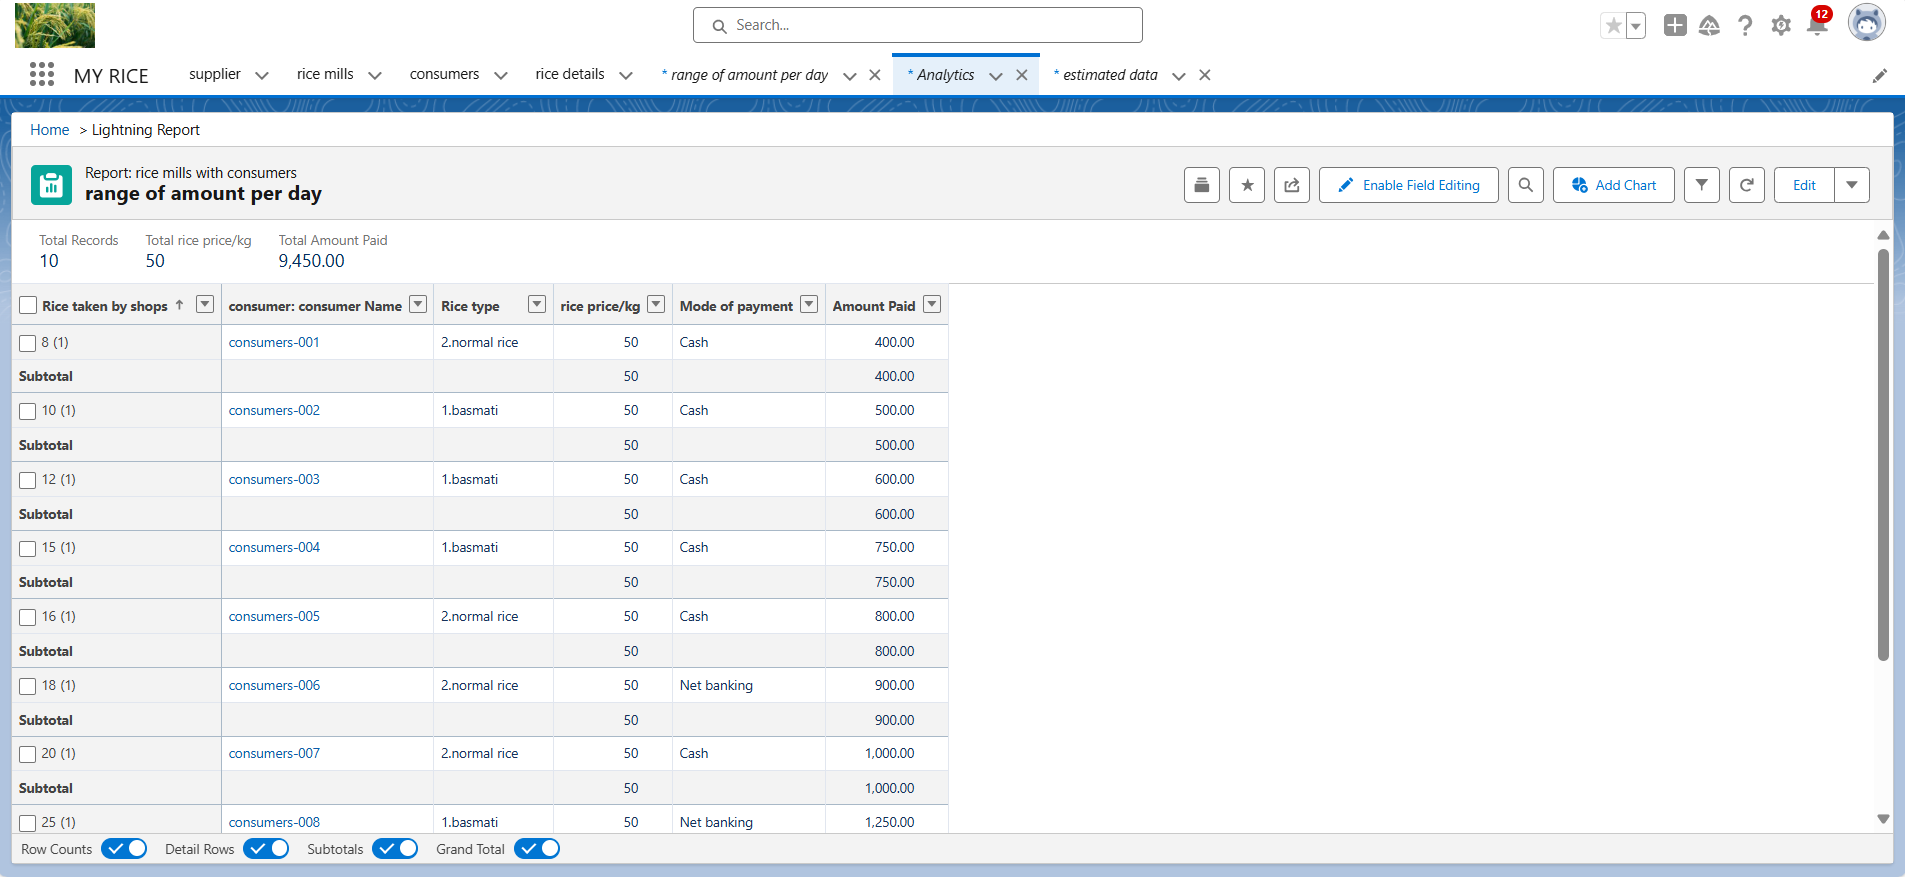 Search...
12
MY RICE supplier rice mills consumers rice details * range of amount per day * Analytics * estimated data
Home > Lightning Report
Report: rice mills with consumers
range of amount per day
Enable Field Editing Add Chart Edit
Total Records Total rice price/kg Total Amount Paid
10 50 9,450.00
Rice taken by shops ↑ consumer: consumer Name Rice type rice price/kg Mode of payment Amount Paid
8 (1) consumers-001 2.normal rice 50 Cash 400.00
Subtotal 50 400.00
10 (1) consumers-002 1.basmati 50 Cash 500.00
Subtotal 50 500.00
12 (1) consumers-003 1.basmati 50 Cash 600.00
Subtotal 50 600.00
15 (1) consumers-004 1.basmati 50 Cash 750.00
Subtotal 50 750.00
16 (1) consumers-005 2.normal rice 50 Cash 800.00
Subtotal 50 800.00
18 (1) consumers-006 2.normal rice 50 Net banking 900.00
Subtotal 50 900.00
20 (1) consumers-007 2.normal rice 50 Cash 1,000.00
Subtotal 50 1,000.00
25 (1) consumers-008 1.basmati 50 Net banking 1,250.00
Row Counts Detail Rows Subtotals Grand Total